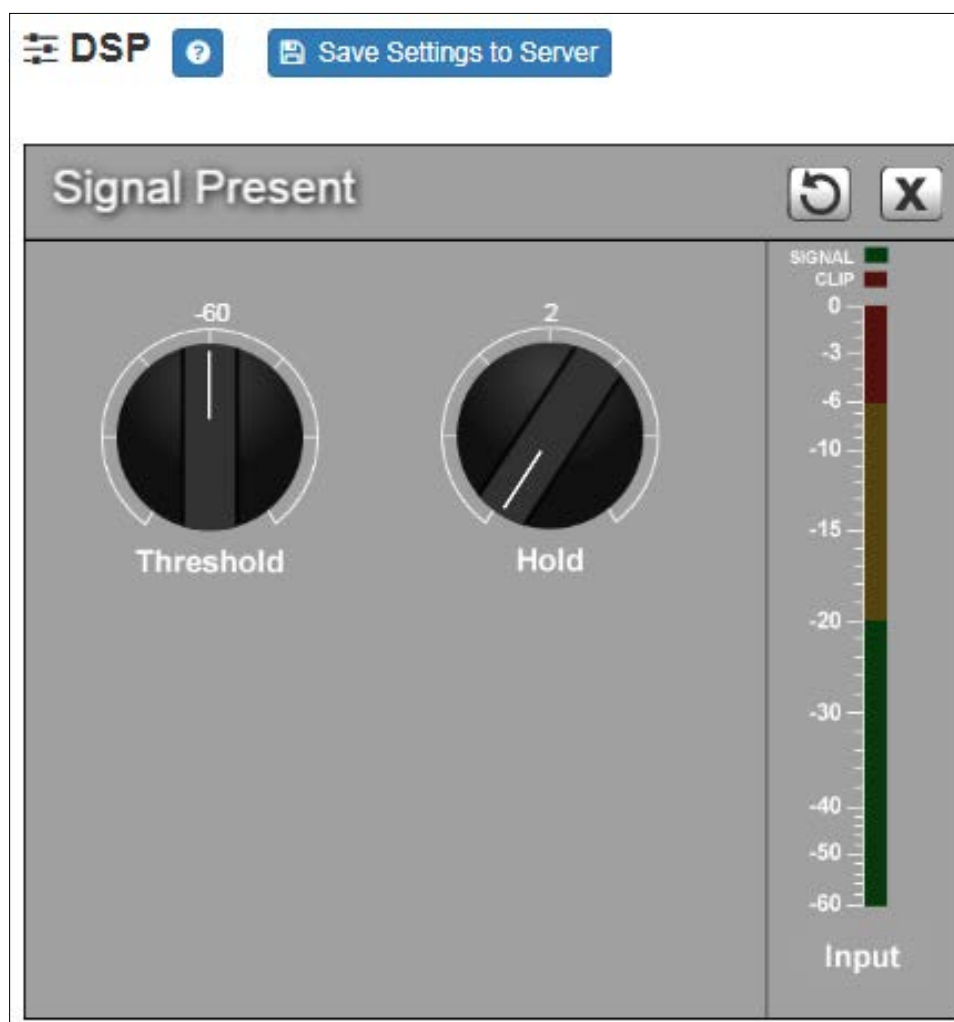 DSP ? Save Settings to Server
Signal Present X
SIGNAL
CLIP
-60 2
0
-3
-6
-10
-15
-20
-30
-40
-50
-60
Threshold Hold
Input